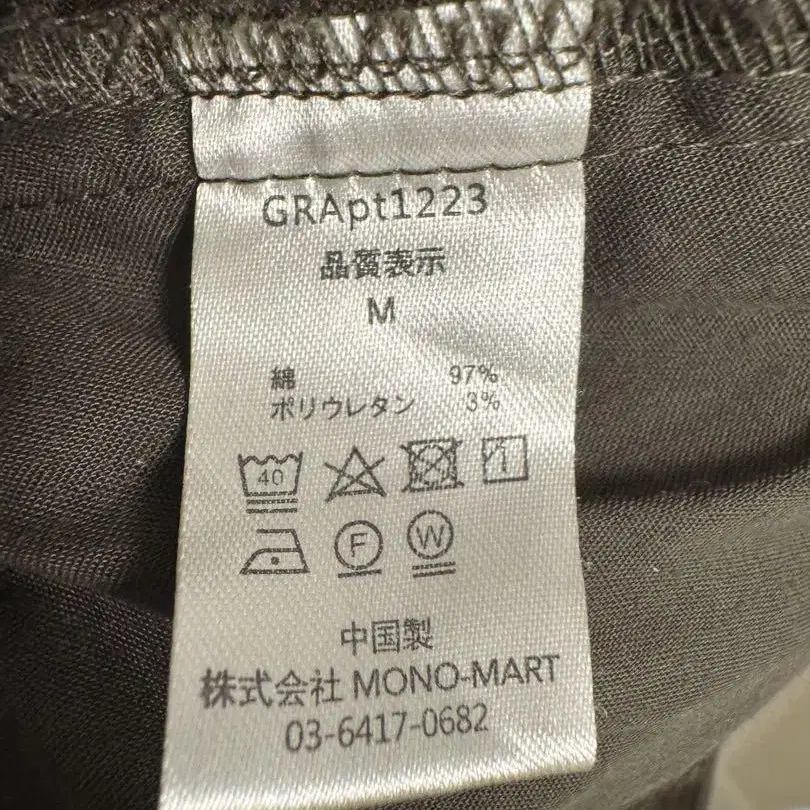 GRApt1223
品質表示
M
綿 97%
ポリウレタン 3%
40
F W
中国製
株式会社 MONO-MART
03-6417-0682